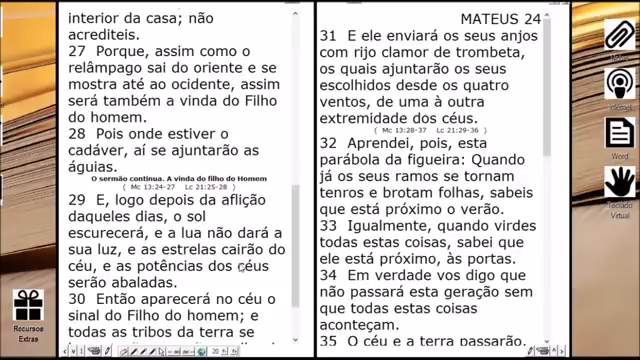 interior da casa; não
acrediteis.
27 Porque, assim como o
relâmpago sai do oriente e se
mostra até ao ocidente, assim
será também a vinda do Filho
do homem.
28 Pois onde estiver o
cadáver, aí se ajuntarão as
águias.
O sermão continua. A vinda do filho do Homem
( Mc 13:24-27 Lc 21:25-28 )
29 E, logo depois da aflição
daqueles dias, o sol
escurecerá, e a lua não dará a
sua luz, e as estrelas cairão do
céu, e as potências dos céus
serão abaladas.
30 Então aparecerá no céu o
sinal do Filho do homem; e
todas as tribos da terra se
MATEUS 24
31 E ele enviará os seus anjos
com rijo clamor de trombeta,
os quais ajuntarão os seus
escolhidos desde os quatro
ventos, de uma à outra
extremidade dos céus.
( Mc 13:28-37 Lc 21:29-36 )
32 Aprendei, pois, esta
parábola da figueira: Quando
já os seus ramos se tornam
tenros e brotam folhas, sabeis
que está próximo o verão.
33 Igualmente, quando virdes
todas estas coisas, sabei que
ele está próximo, às portas.
34 Em verdade vos digo que
não passará esta geração sem
que todas estas coisas
aconteçam.
35 O céu e a terra passarão,
Word
Teclado
Virtual
Recursos
Extras
20